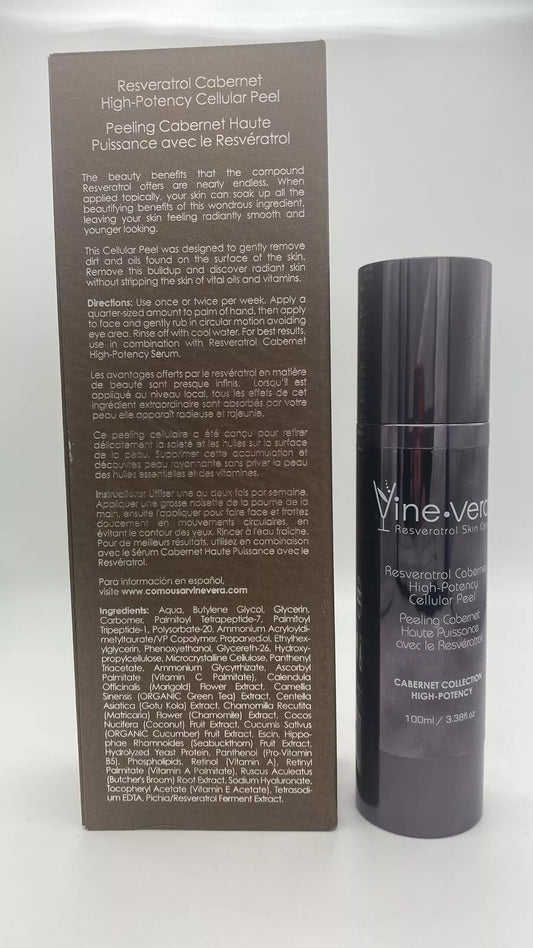 Resveratrol Cabernet
High-Potency Cellular Peel
Peeling Cabernet Haute
Puissance avec le Resvératrol
The beauty benefits that the compound
Resveratrol offers are nearly endless. When
applied topically, your skin can soak up all the
beautifying benefits of this wondrous ingredient,
leaving your skin feeling radiantly smooth and
younger looking.
This Cellular Peel was designed to gently remove
dirt and oils found on the surface of the skin.
Remove this buildup and discover radiant skin
without stripping the skin of vital oils and vitamins.
Directions: Use once or twice per week. Apply a
quarter-sized amount to palm of hand, then apply
to face and gently rub in circular motion avoiding
eye area. Rinse off with cool water. For best results,
use in combination with Resveratrol Cabernet
High-Potency Serum.
Les avantages offerts par le resvératrol en matière
de beauté sont presque infinis. Lorsqu'il est
appliqué au niveau local, tous les effets de cet
ingrédient extraordinaire sont absorbés par votre
peau elle apparaît radieuse et rajeunie.
Ce peeling cellulaire a été conçu pour retirer
délicatement la saleté et les huiles sur la surface
de la peau. Supprimer cette accumulation et
découvrez peau rayonnante sans priver la peau
des huiles essentielles et des vitamines.
Instructions: Utiliser une ou deux fois par semaine.
Appliquer une grosse noisette de la paume de la
main, ensuite l'appliquer pour faire face et frottez
doucement en mouvements circulaires, en
évitant le contour des yeux. Rincer à l'eau fraîche.
Pour de meilleurs résultats, utilisez en combination
avec le Sérum Cabernet Haute Puissance avec le
Resvératrol.
Para información en español,
visite www.comousarvinevera.com
Ingredients: Aqua, Butylene Glycol, Glycerin,
Carbomer, Palmitoyl Tetrapeptide-7, Palmitoyl
Tripeptide-1, Polysorbate-20, Ammonium Acryloyldi-
metyltaurate/VP Copolymer, Propanediol, Ethylhex-
ylglycerin, Phenoxyethanol, Glycereth-26, Hydroxy-
propylcellulose, Microcrystalline Cellulose, Panthenyl
Triacetate, Ammonium Glycyrrhizate, Ascorbyl
Palmitate (Vitamin C Palmitate), Calendula
Officinalis (Marigold) Flower Extract, Camellia
Sinensis (ORGANIC Green Tea) Extract, Centella
Asiatica (Gotu Kola) Extract, Chamomilla Recutita
(Matricaria) Flower (Chamomile) Extract, Cocos
Nucifera (Coconut) Fruit Extract, Cucumis Sativus
(ORGANIC Cucumber) Fruit Extract, Escin, Hippo-
phae Rhamnoides (Seabuckthorn) Fruit Extract,
Hydrolyzed Yeast Protein, Panthenol (Pro-Vitamin
B5), Phospholipids, Retinol (Vitamin A), Retinyl
Palmitate (Vitamin A Palmitate), Ruscus Aculeatus
(Butcher's Broom) Root Extract, Sodium Hyaluronate,
Tocopheryl Acetate (Vitamin E Acetate), Tetrasodi-
um EDTA, Pichia/Resveratrol Ferment Extract.
Vine•vera
Resveratrol Skin Care
Resveratrol Cabernet
High-Potency
Cellular Peel
Peeling Cabernet
Haute Puissance
avec le Resvératrol
CABERNET COLLECTION
HIGH-POTENCY
100ml / 3.38fl.oz